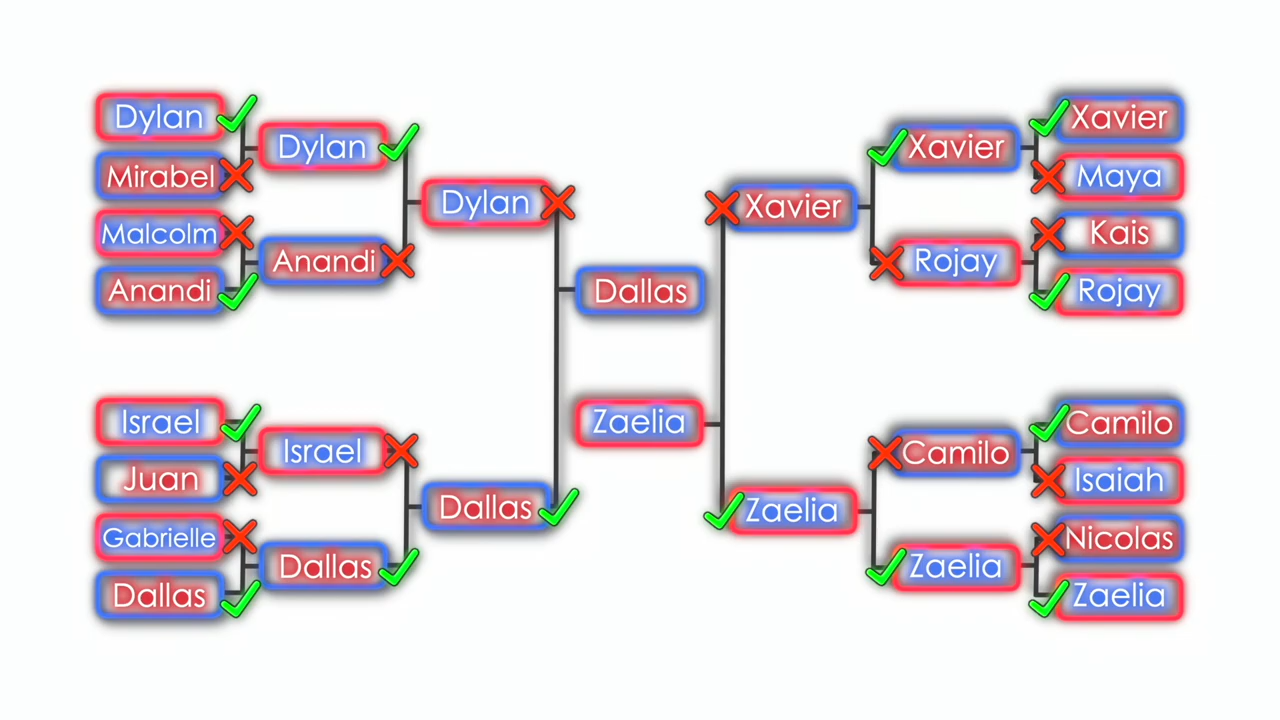 Dylan
Mirabel
Malcolm
Anandi
Israel
Juan
Gabrielle
Dallas
Dylan
Anandi
Israel
Dallas
Dylan
Dallas
Dallas
Zaelia
Xavier
Zaelia
Xavier
Rojay
Camilo
Zaelia
Xavier
Maya
Kais
Rojay
Camilo
Isaiah
Nicolas
Zaelia